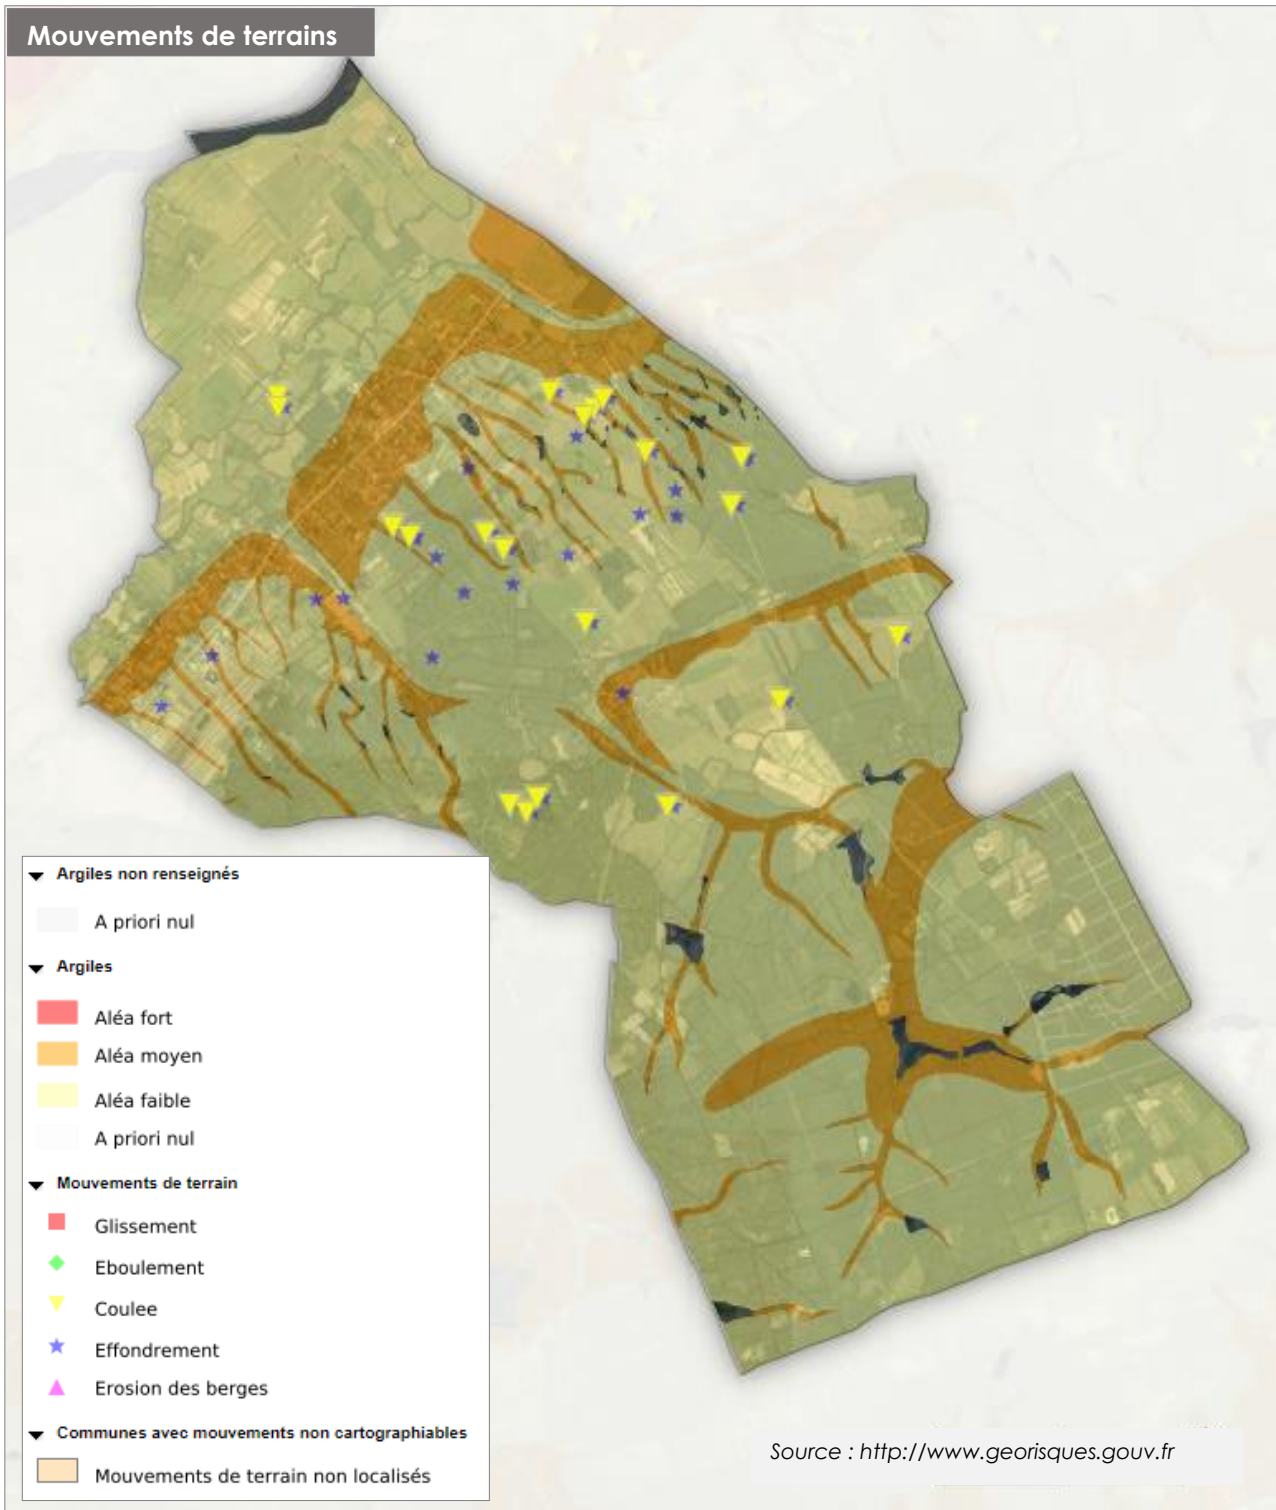 Mouvements de terrains
Argiles non renseignés
A priori nul
Argiles
Aléa fort
Aléa moyen
Aléa faible
A priori nul
Mouvements de terrain
Glissement
Eboulement
Coulee
Effondrement
Erosion des berges
Communes avec mouvements non cartographiables
Mouvements de terrain non localisés
Source : http://www.georisques.gouv.fr